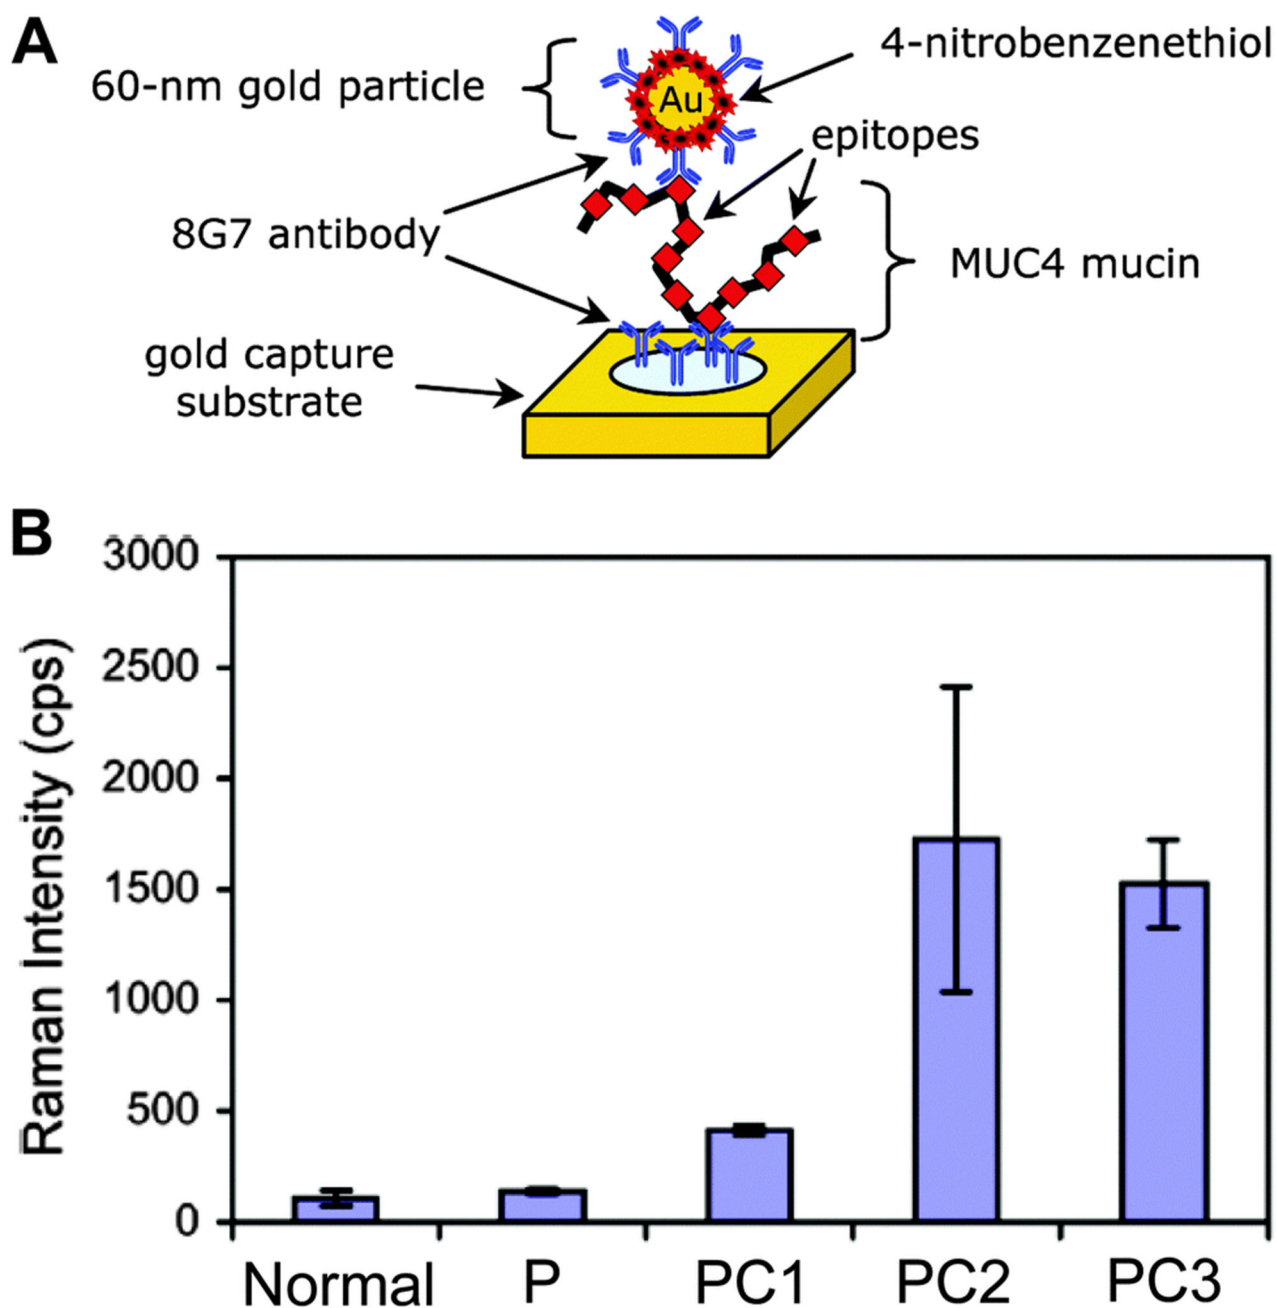 A
4-nitrobenzenethiol
60-nm gold particle
Au
epitopes
8G7 antibody
MUC4 mucin
gold capture
substrate
B
3000
2500
2000
1500
1000
500
0
Raman Intensity (cps)
Normal P PC1 PC2 PC3